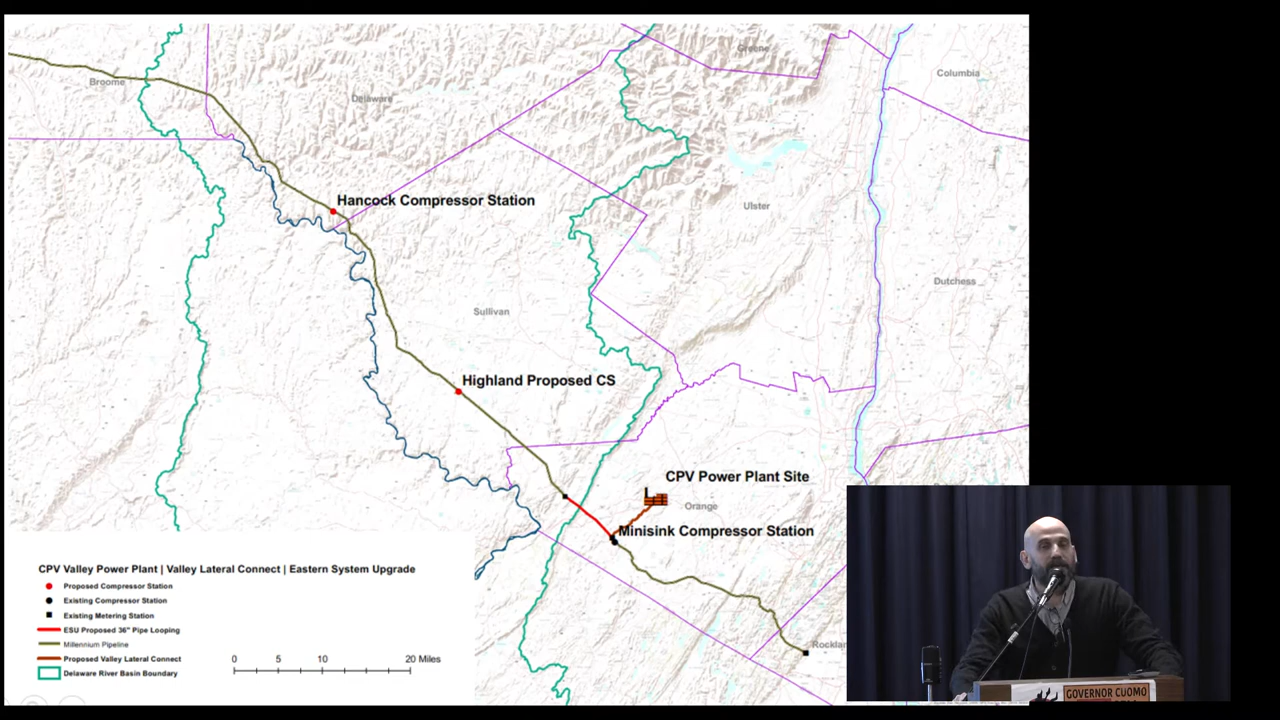 Greene
Columbia
Broome
Delaware
Hancock Compressor Station
Ulster
Dutchess
Sullivan
Highland Proposed CS
CPV Power Plant Site
Orange
Minisink Compressor Station
CPV Valley Power Plant | Valley Lateral Connect | Eastern System Upgrade
Proposed Compressor Station
Existing Compressor Station
Existing Metering Station
ESU Proposed 36" Pipe Looping
Millennium Pipeline
Proposed Valley Lateral Connect
Delaware River Basin Boundary
0 5 10 20 Miles
Rocklan
GOVERNOR CUOMO